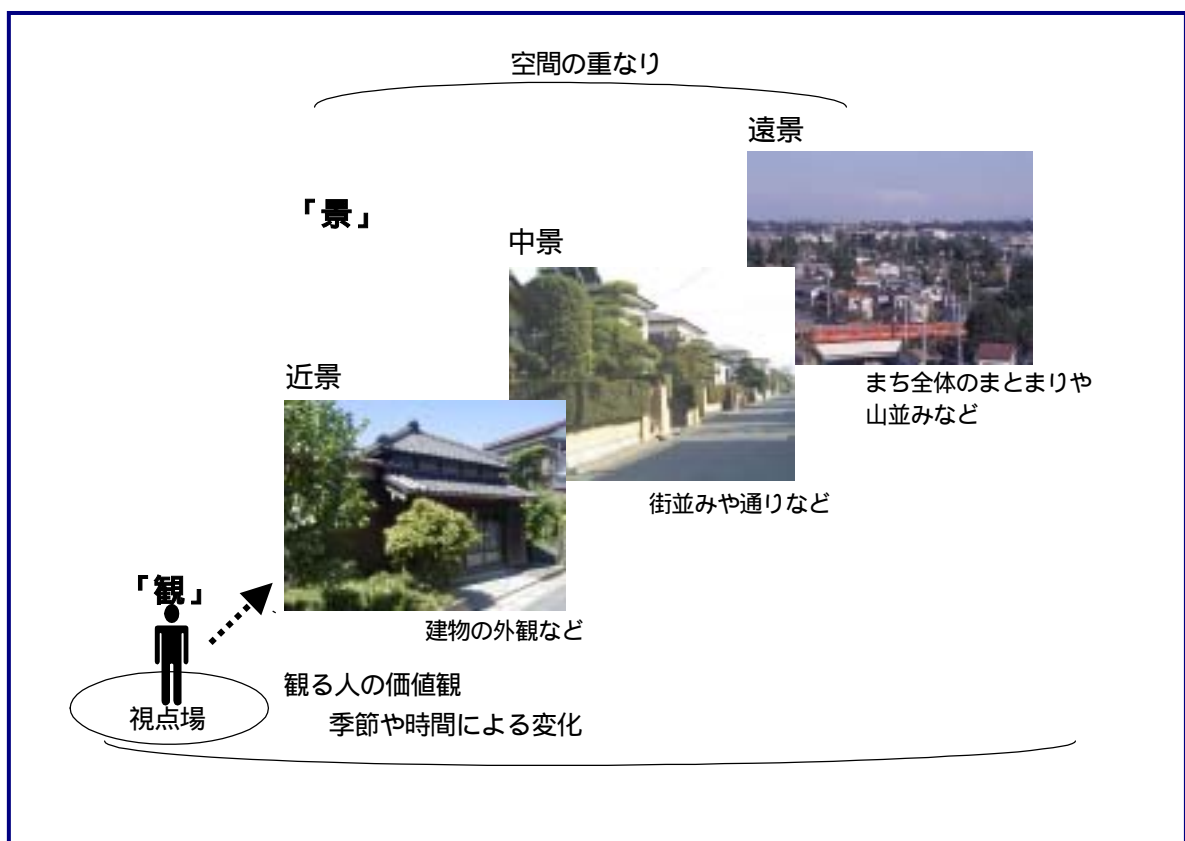 空間の重なり
遠景
「景」
中景
近景
まち全体のまとまりや
山並みなど
街並みや通りなど
「観」
建物の外観など
観る人の価値観
視点場
季節や時間による変化